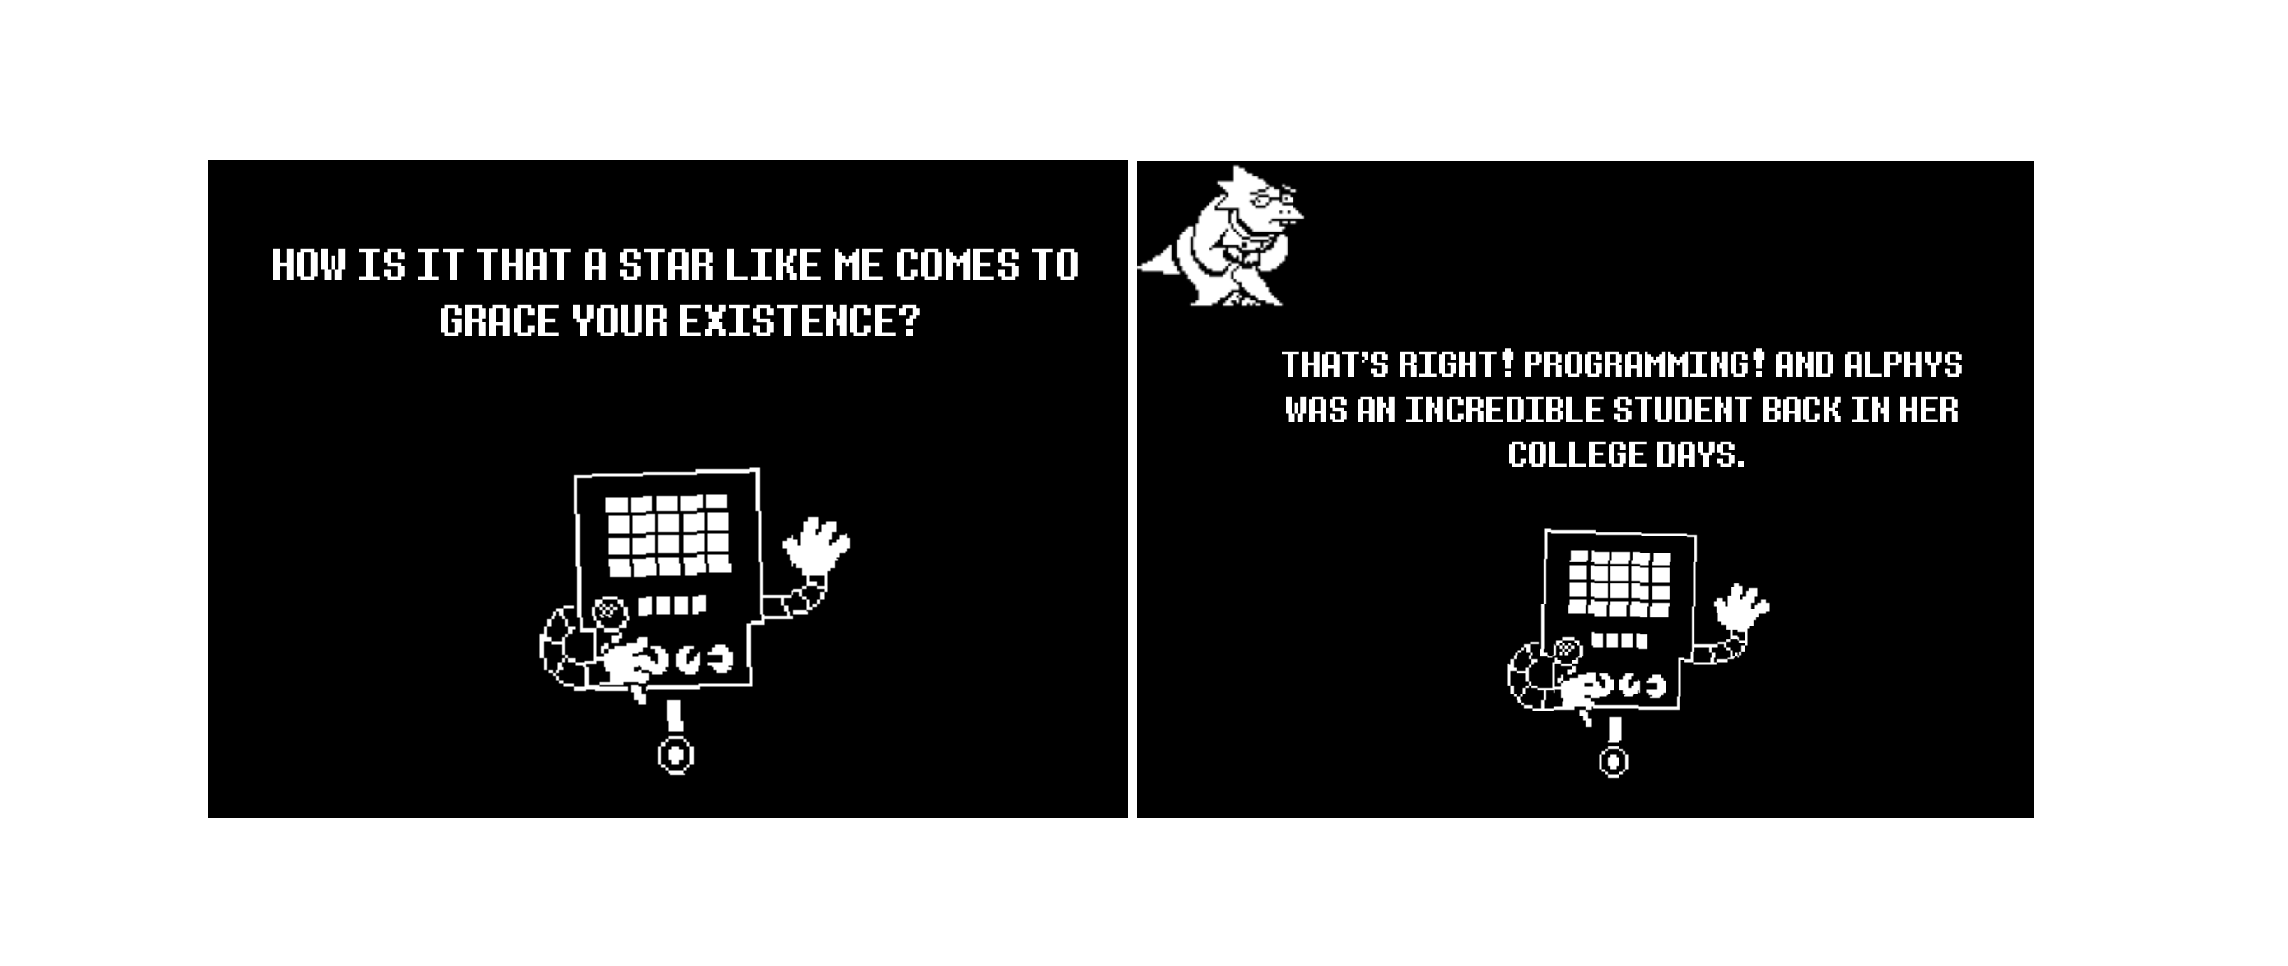 HOW IS IT THAT A STAR LIKE ME COMES TO
GRACE YOUR EXISTENCE?
THAT'S RIGHT! PROGRAMMING! AND ALPHYS
WAS AN INCREDIBLE STUDENT BACK IN HER
COLLEGE DAYS.